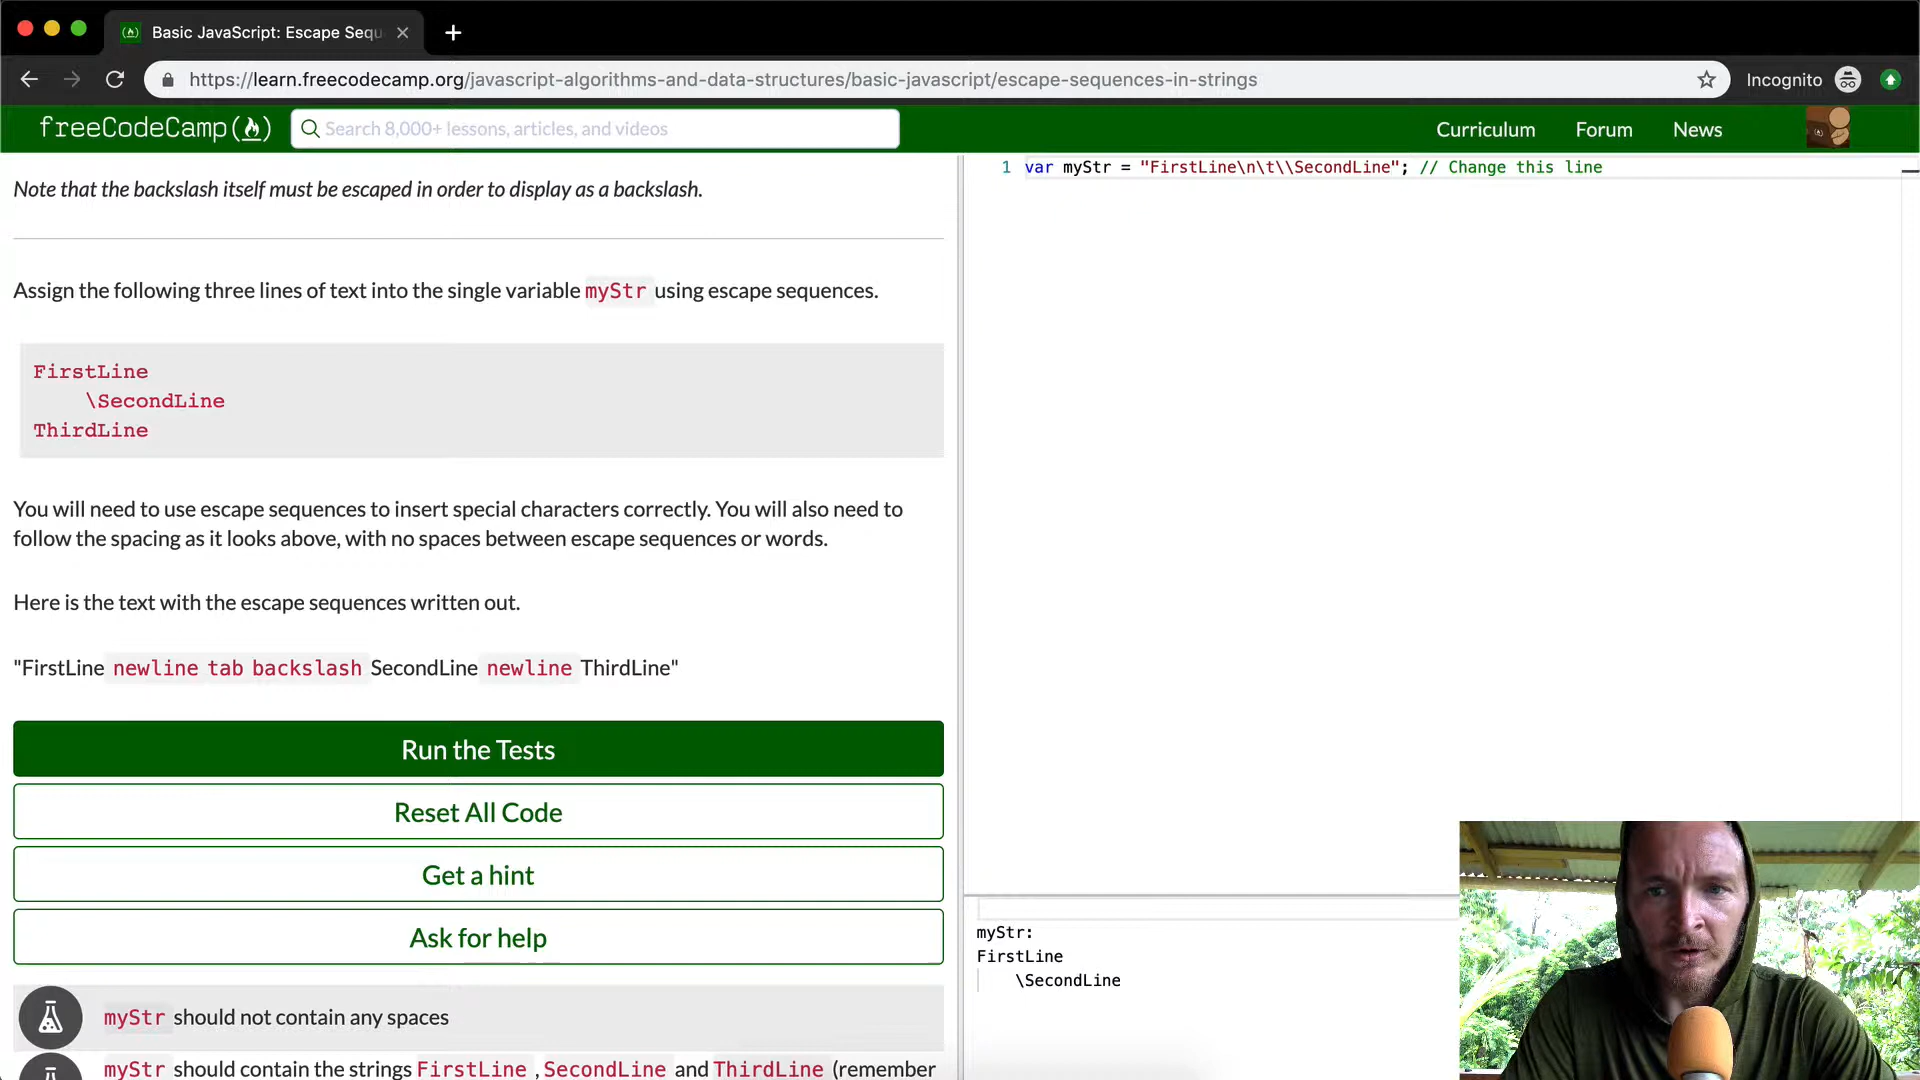 Basic JavaScript: Escape Sequ
https://learn.freecodecamp.org/javascript-algorithms-and-data-structures/basic-javascript/escape-sequences-in-strings
Incognito
freeCodeCamp
Search 8,000+ lessons, articles, and videos
Curriculum
Forum
News
Note that the backslash itself must be escaped in order to display as a backslash.
Assign the following three lines of text into the single variable myStr using escape sequences.
FirstLine
    \SecondLine
ThirdLine
You will need to use escape sequences to insert special characters correctly. You will also need to
follow the spacing as it looks above, with no spaces between escape sequences or words.
Here is the text with the escape sequences written out.
"FirstLine newline tab backslash SecondLine newline ThirdLine"
Run the Tests
Reset All Code
Get a hint
Ask for help
myStr should not contain any spaces
myStr should contain the strings FirstLine , SecondLine and ThirdLine (remember
1 var myStr = "FirstLine\n\t\\SecondLine"; // Change this line
myStr:
FirstLine
    \SecondLine